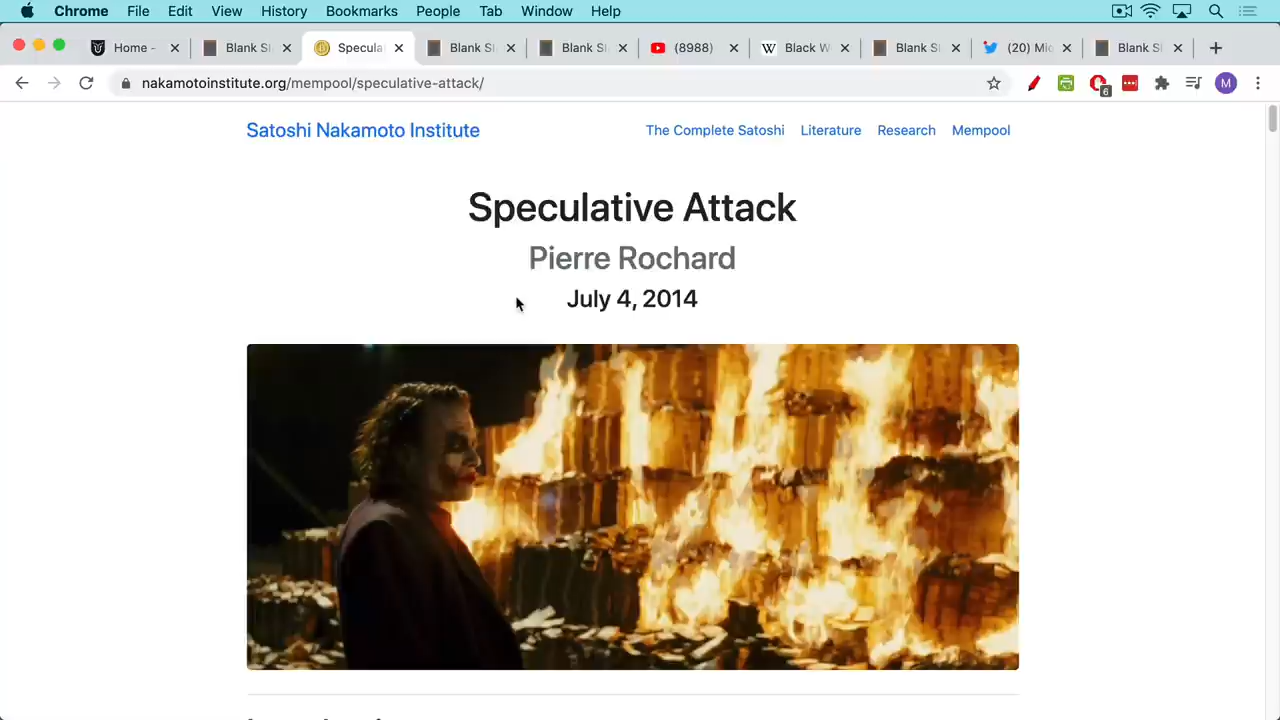 Chrome File Edit View History Bookmarks People Tab Window Help
Home - Blank Sl Specula Blank Sl Blank Sl (8988) Black W Blank Sl (20) Mic Blank Sl
nakamotoinstitute.org/mempool/speculative-attack/
6
M
Satoshi Nakamoto Institute
The Complete Satoshi Literature Research Mempool
Speculative Attack
Pierre Rochard
July 4, 2014